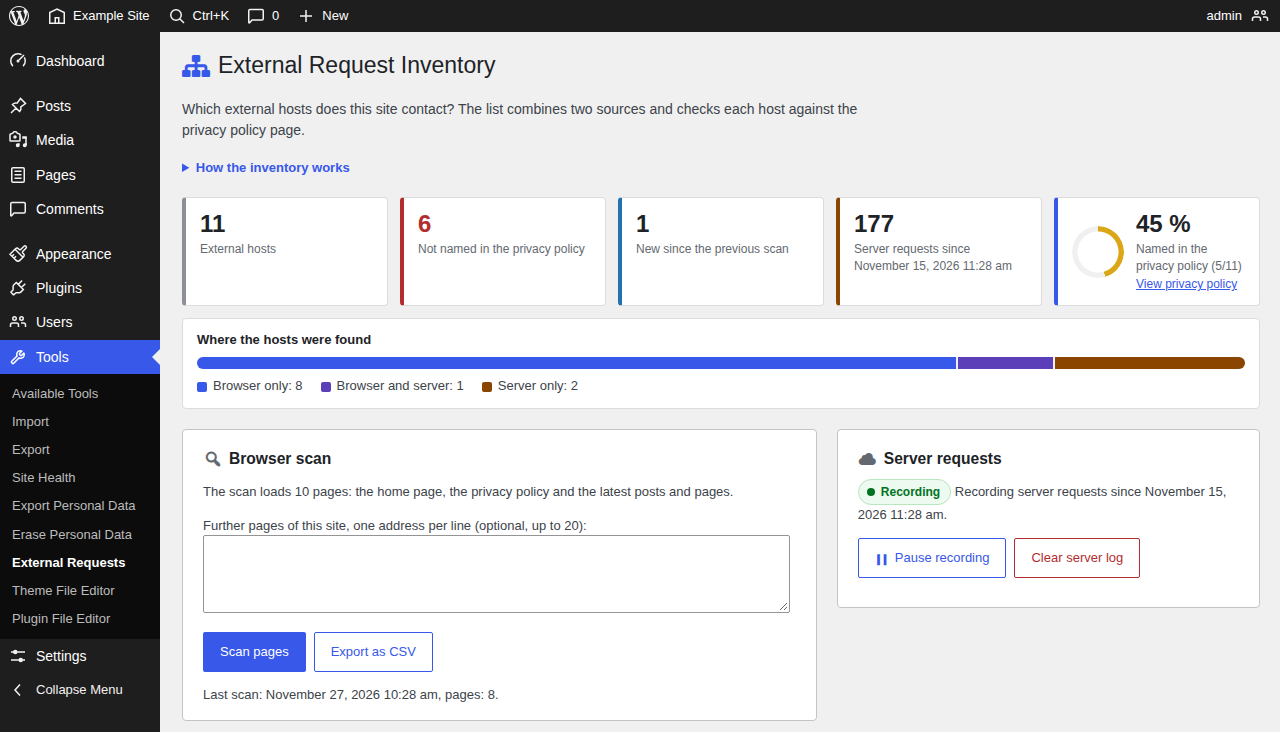 Example Site
Ctrl+K
0
New
admin
Dashboard
Posts
Media
Pages
Comments
Appearance
Plugins
Users
Tools
Available Tools
Import
Export
Site Health
Export Personal Data
Erase Personal Data
External Requests
Theme File Editor
Plugin File Editor
Settings
Collapse Menu
External Request Inventory
Which external hosts does this site contact? The list combines two sources and checks each host against the
privacy policy page.
How the inventory works
11
External hosts
6
Not named in the privacy policy
1
New since the previous scan
177
Server requests since
November 15, 2026 11:28 am
45 %
Named in the
privacy policy (5/11)
View privacy policy
Where the hosts were found
Browser only: 8
Browser and server: 1
Server only: 2
Browser scan
The scan loads 10 pages: the home page, the privacy policy and the latest posts and pages.
Further pages of this site, one address per line (optional, up to 20):
Scan pages
Export as CSV
Last scan: November 27, 2026 10:28 am, pages: 8.
Server requests
Recording Recording server requests since November 15,
2026 11:28 am.
Pause recording
Clear server log